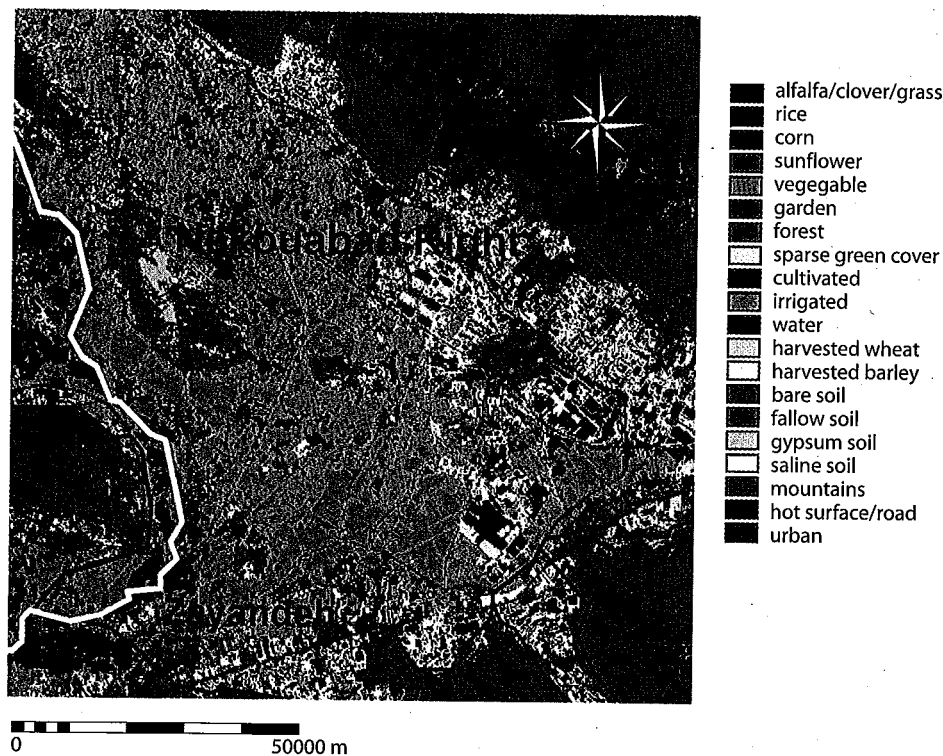 alfalfa/clover/grass
rice
corn
sunflower
vegegable
garden
forest
sparse green cover
cultivated
irrigated
water
harvested wheat
harvested barley
bare soil
fallow soil
gypsum soil
saline soil
mountains
hot surface/road
urban
Right
0
50000 m